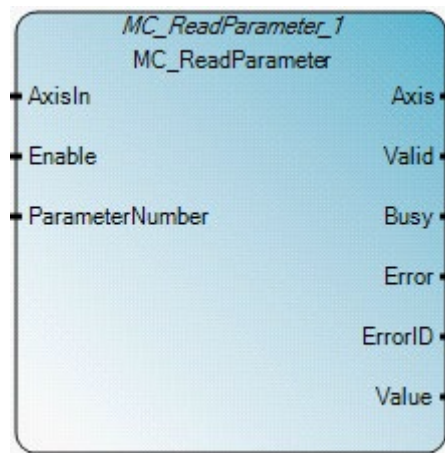 MC_ReadParameter_1
MC_ReadParameter
AxisIn Axis
Enable Valid
ParameterNumber Busy
Error
ErrorID
Value